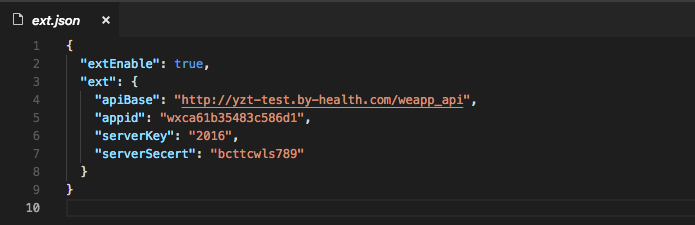 ext.json ×
1 {
2 "extEnable": true,
3 "ext": {
4 "apiBase": "http://yzt-test.by-health.com/weapp_api",
5 "appid": "wxca61b35483c586d1",
6 "serverKey": "2016",
7 "serverSecert": "bcttcwls789"
8 }
9 }
10